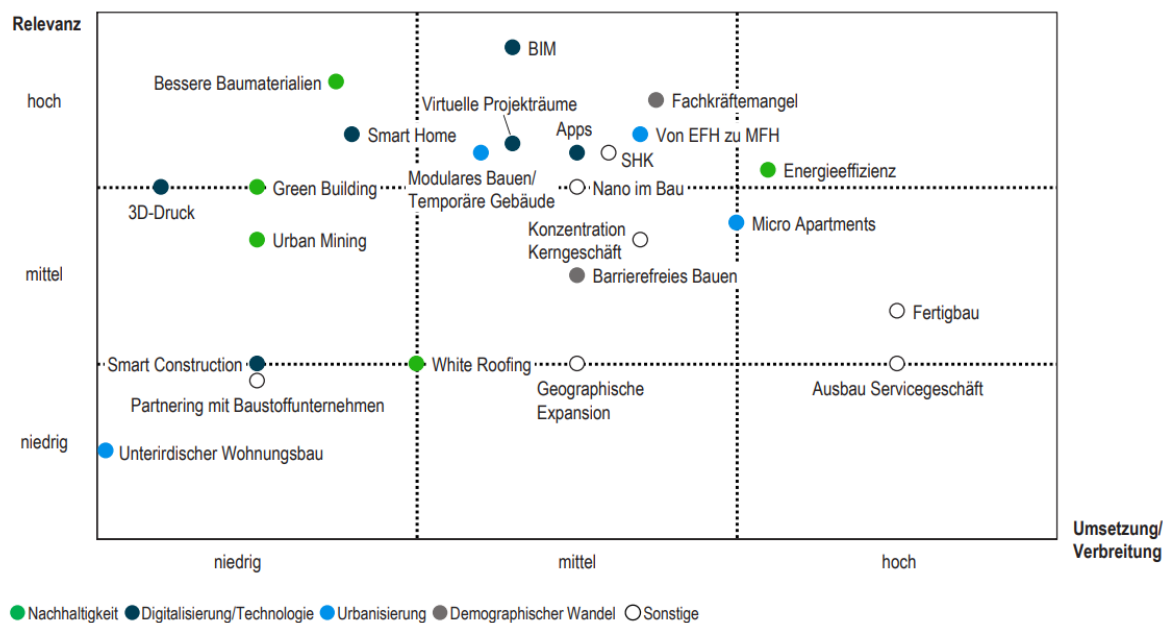 Relevanz
BIM
Bessere Baumaterialien
hoch
Fachkräftemangel
Virtuelle Projekträume
Apps
Smart Home
Von EFH zu MFH
SHK
Energieeffizienz
Modulares Bauen/
Temporäre Gebäude
Green Building
Nano im Bau
3D-Druck
Micro Apartments
Konzentration
Kerngeschäft
Urban Mining
mittel
Barrierefreies Bauen
Fertigbau
Smart Construction
White Roofing
Geographische
Expansion
Ausbau Servicegeschäft
Partnering mit Baustoffunternehmen
niedrig
Unterirdischer Wohnungsbau
Umsetzung/
Verbreitung
niedrig
mittel
hoch
Nachhaltigkeit Digitalisierung/Technologie Urbanisierung Demographischer Wandel Sonstige